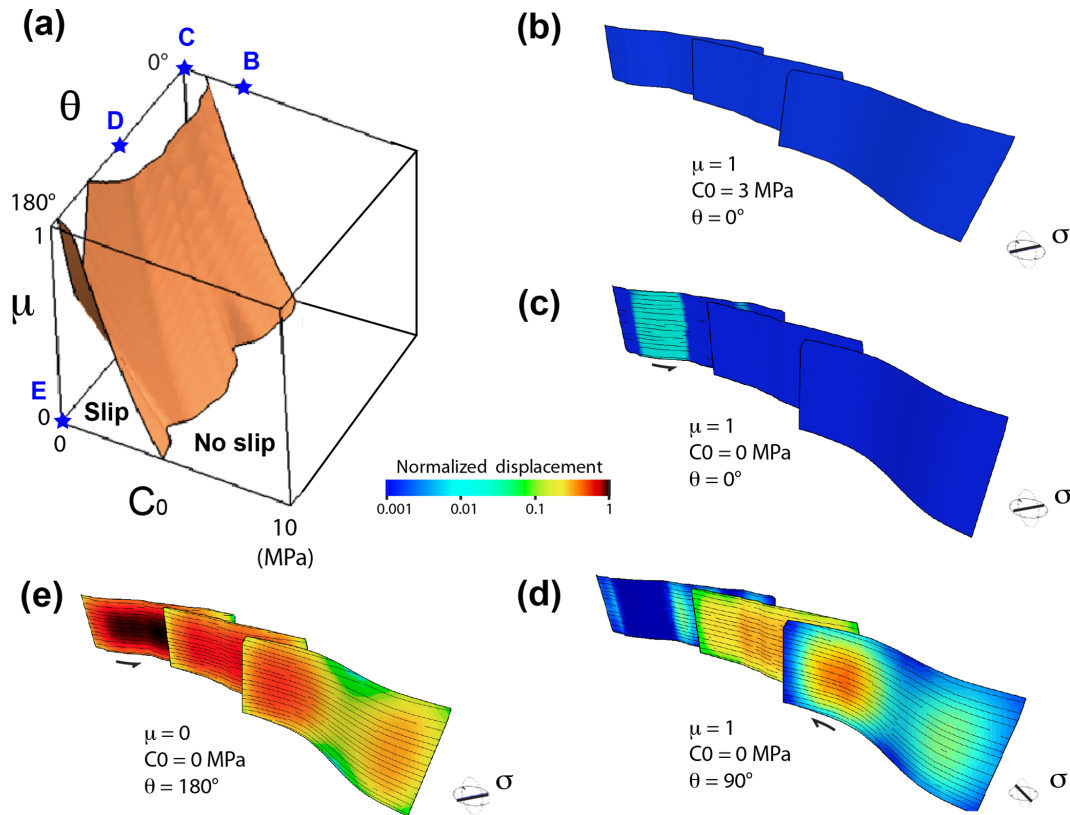 (a)
C
B
0°
θ
D
180°
1
μ
E
0
0
Slip
No slip
C0
10
(MPa)
Normalized displacement
0.001 0.01 0.1 1
(b)
μ = 1
C0 = 3 MPa
θ = 0°
σ
(c)
μ = 1
C0 = 0 MPa
θ = 0°
σ
(e)
μ = 0
C0 = 0 MPa
θ = 180°
σ
(d)
μ = 1
C0 = 0 MPa
θ = 90°
σ